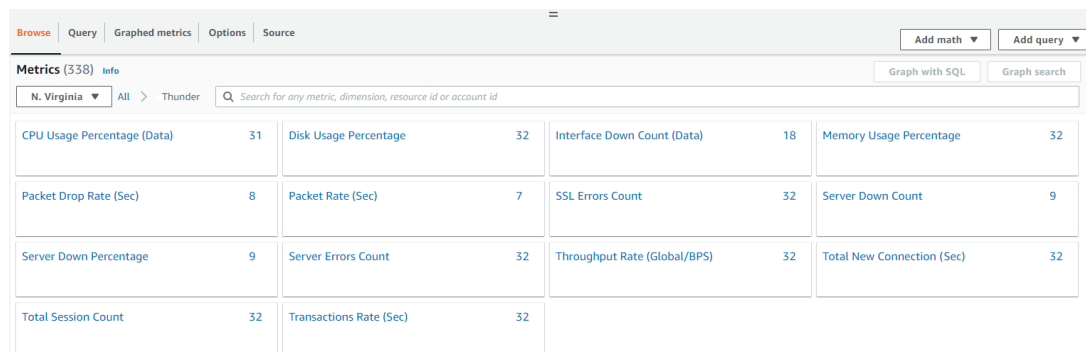 Browse Query Graphed metrics Options Source
Add math ▼ Add query ▼
Metrics (338) Info
Graph with SQL Graph search
N. Virginia ▼ All > Thunder Search for any metric, dimension, resource id or account id
CPU Usage Percentage (Data) 31 Disk Usage Percentage 32 Interface Down Count (Data) 18 Memory Usage Percentage 32
Packet Drop Rate (Sec) 8 Packet Rate (Sec) 7 SSL Errors Count 32 Server Down Count 9
Server Down Percentage 9 Server Errors Count 32 Throughput Rate (Global/BPS) 32 Total New Connection (Sec) 32
Total Session Count 32 Transactions Rate (Sec) 32